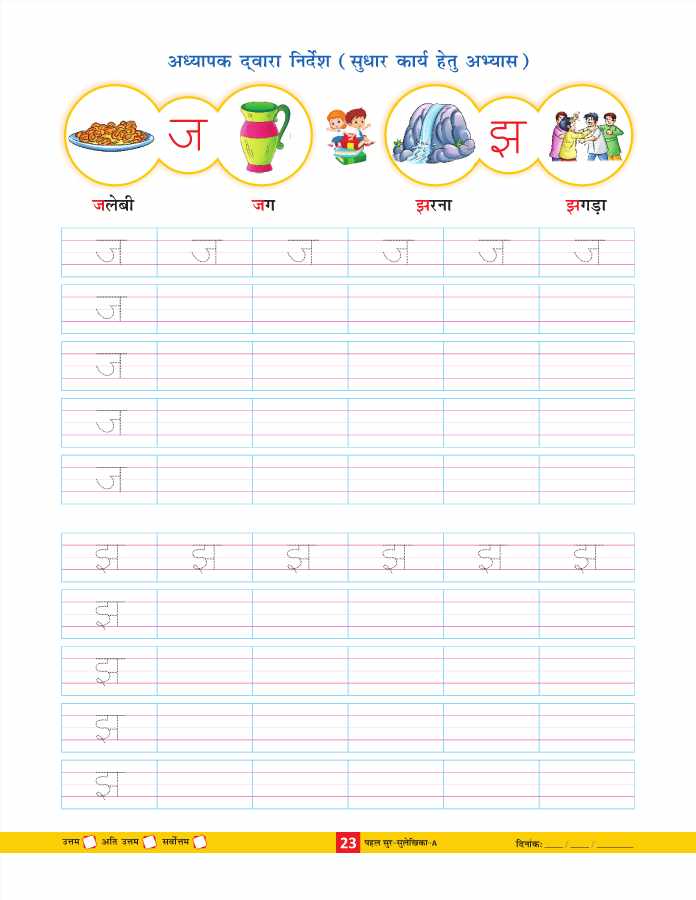 अध्यापक द्वारा निर्देश ( सुधार कार्य हेतु अभ्यास )
ज झ
जलेबी जग झरना झगड़ा
ज ज ज ज ज ज
ज
ज
ज
ज
झ झ झ झ झ झ
झ
झ
झ
झ
उत्तम अति उत्तम सर्वोत्तम 23 पहल सुर-सुलेखिका-A दिनांक: ____ / ____ / ________